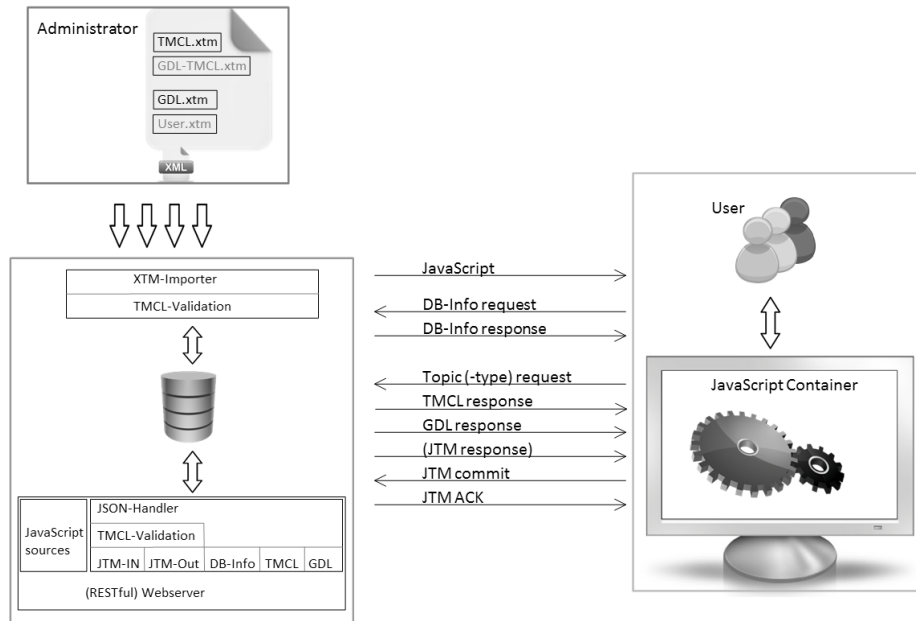 Administrator
TMCL.xtm
GDL-TMCL.xtm
GDL.xtm
User.xtm
XML
XTM-Importer
TMCL-Validation
JavaScript sources
JSON-Handler
TMCL-Validation
JTM-IN JTM-Out DB-Info TMCL GDL
(RESTful) Webserver
JavaScript
DB-Info request
DB-Info response
Topic (-type) request
TMCL response
GDL response
(JTM response)
JTM commit
JTM ACK
User
JavaScript Container